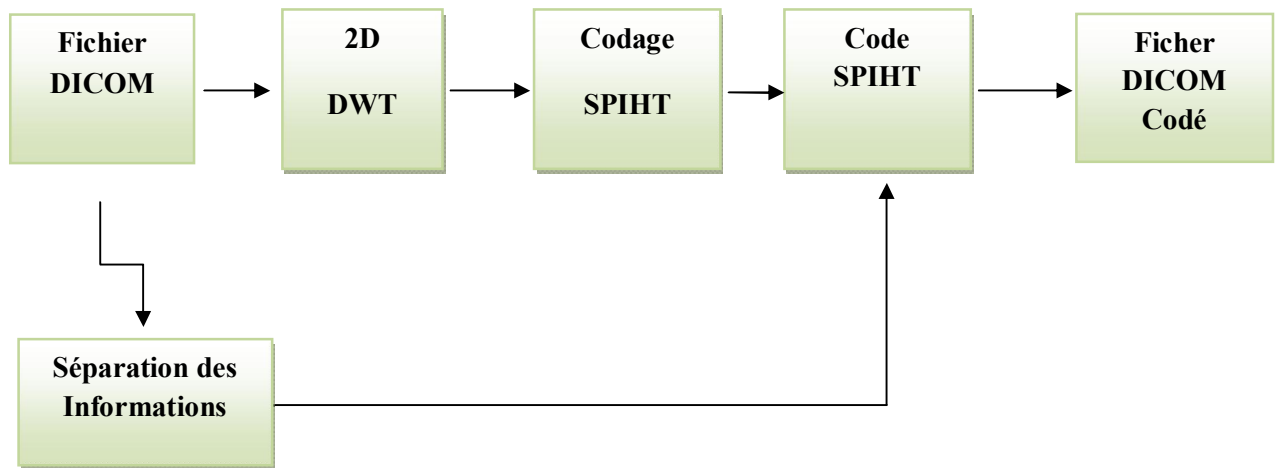 Fichier
DICOM
2D
DWT
Codage
SPIHT
Code
SPIHT
Ficher
DICOM
Codé
Séparation des
Informations